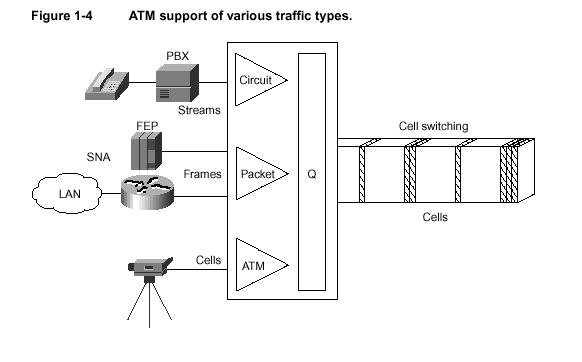 Figure 1-4 ATM support of various traffic types.
PBX
Circuit
Streams
FEP
Cell switching
SNA
Frames
Packet
Q
LAN
Cells
Cells
ATM